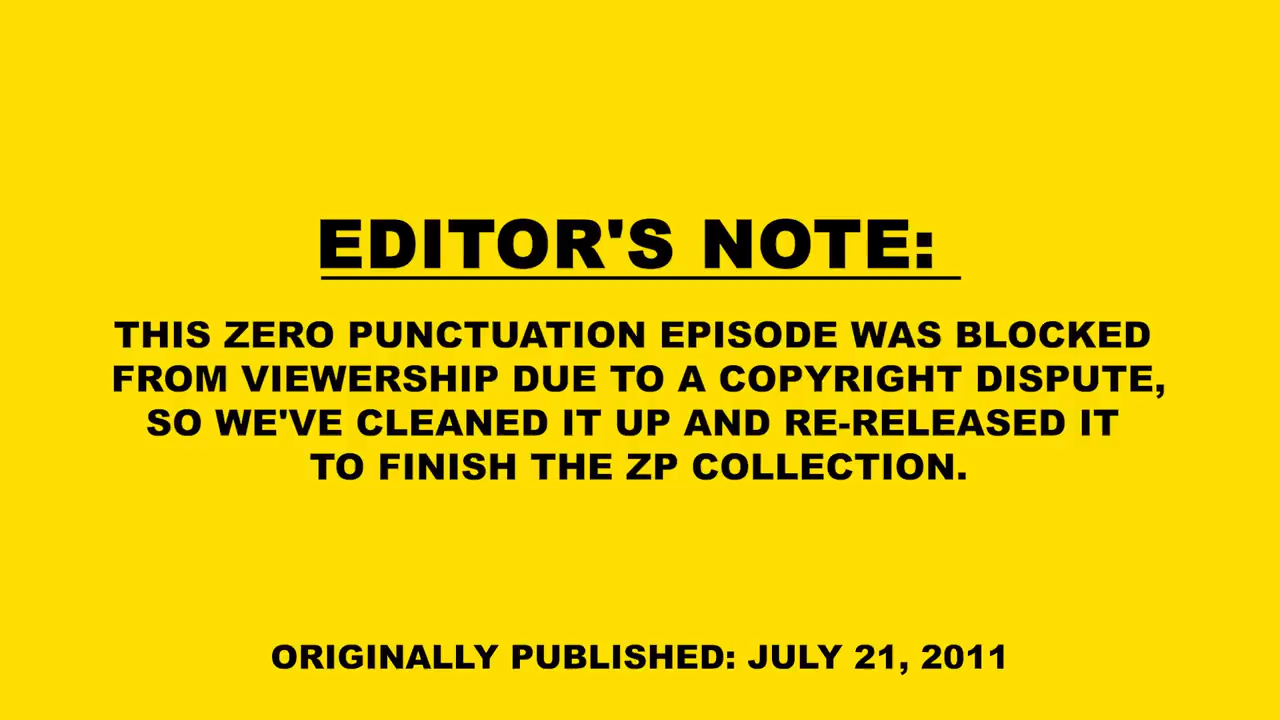 EDITOR'S NOTE:
THIS ZERO PUNCTUATION EPISODE WAS BLOCKED
FROM VIEWERSHIP DUE TO A COPYRIGHT DISPUTE,
SO WE'VE CLEANED IT UP AND RE-RELEASED IT
TO FINISH THE ZP COLLECTION.
ORIGINALLY PUBLISHED: JULY 21, 2011